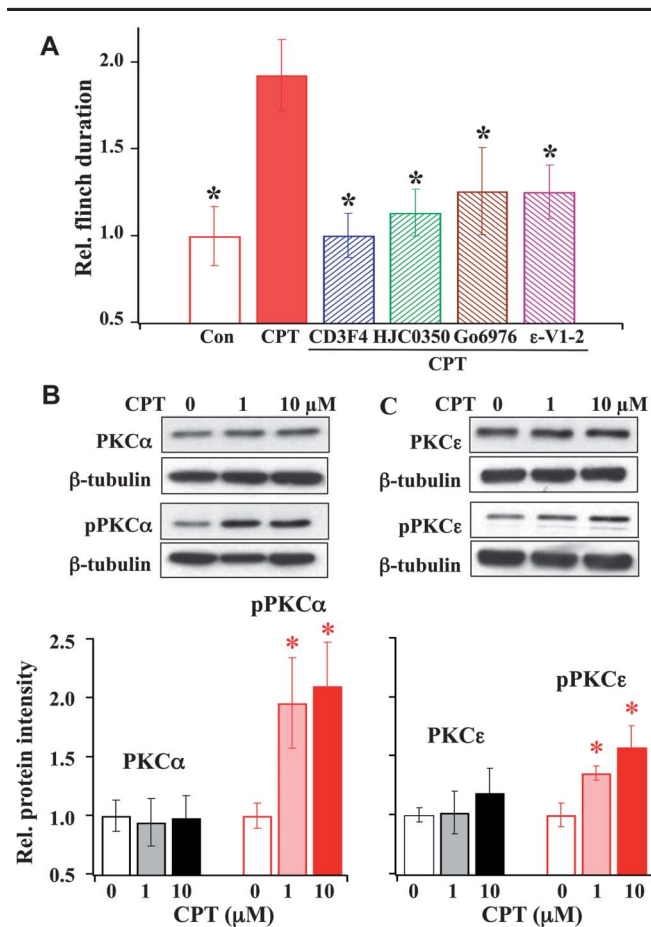 A
Rel. flinch duration
2.0
1.5
1.0
0.5
*
*
*
*
*
Con CPT CD3F4 HJC0350 Go6976 ε-V1-2
CPT
B
CPT 0 1 10 μM
PKCα
β-tubulin
pPKCα
β-tubulin
C
CPT 0 1 10 μM
PKCε
β-tubulin
pPKCε
β-tubulin
Rel. protein intensity
2.5
2.0
1.5
1.0
0.5
PKCα
pPKCα
* *
0 1 10 0 1 10
CPT (μM)
PKCε
pPKCε
* *
0 1 10 0 1 10
CPT (μM)